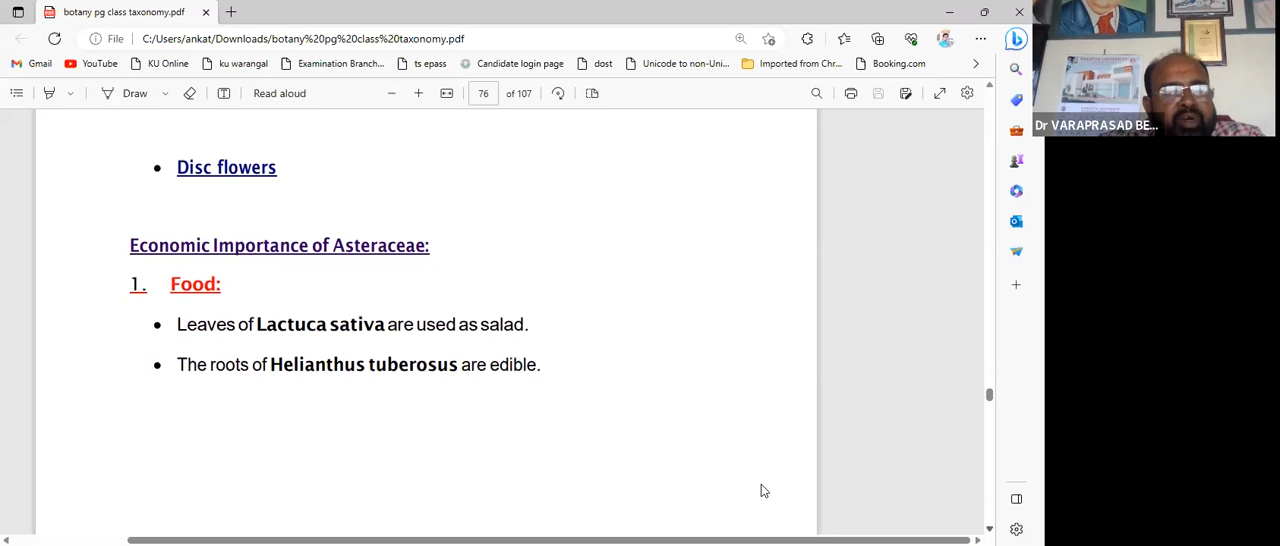 botany pg class taxonomy.pdf
File
C:/Users/ankat/Downloads/botany%20pg%20class%20taxonomy.pdf
Gmail
YouTube
KU Online
ku warangal
Examination Branch...
ts epass
Candidate login page
dost
Unicode to non-Uni...
Imported from Chr...
Booking.com
Draw
Read aloud
76 of 107
Dr VARAPRASAD BE...
• Disc flowers
Economic Importance of Asteraceae:
1. Food:
• Leaves of Lactuca sativa are used as salad.
• The roots of Helianthus tuberosus are edible.